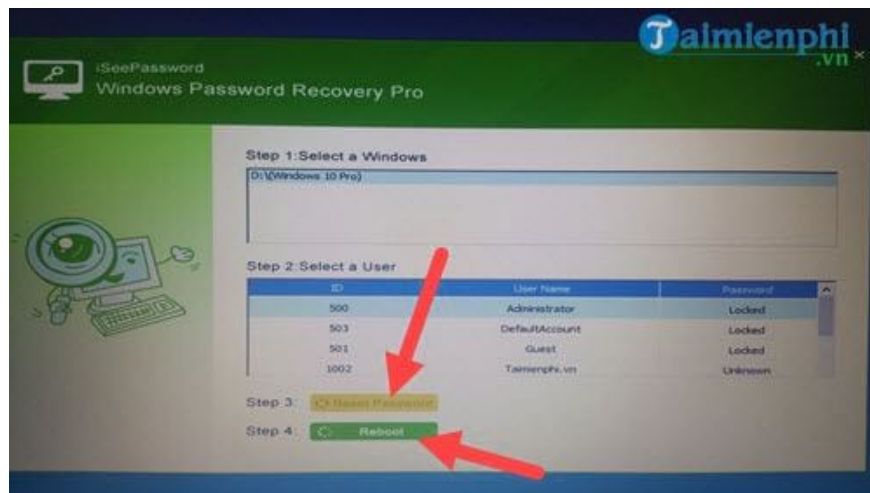 Taimienphi
.vn
×
iSeePassword
Windows Password Recovery Pro
Step 1:Select a Windows
D:\(Windows 10 Pro)
Step 2:Select a User
ID User Name Password
500 Administrator Locked
503 DefaultAccount Locked
501 Guest Locked
1002 Taimienphi.vn Unknown
Step 3: Reset Password
Step 4: Reboot